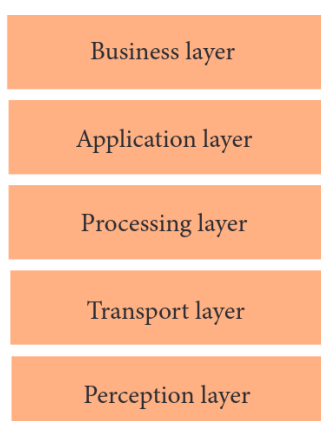 Business layer
Application layer
Processing layer
Transport layer
Perception layer